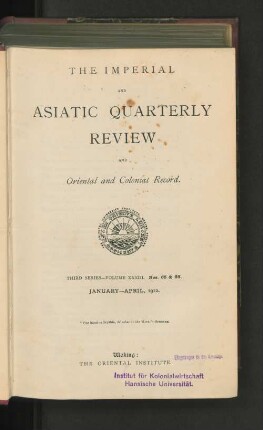 THE IMPERIAL
AND
ASIATIC QUARTERLY
REVIEW
AND
Oriental and Colonial Record.
THIRD SERIES—VOLUME XXXIII. Nos. 65 & 66.
JANUARY—APRIL, 1912.
Woking:
THE ORIENTAL INSTITUTE
Institut für Kolonialwirtschaft
Hansische Universität.